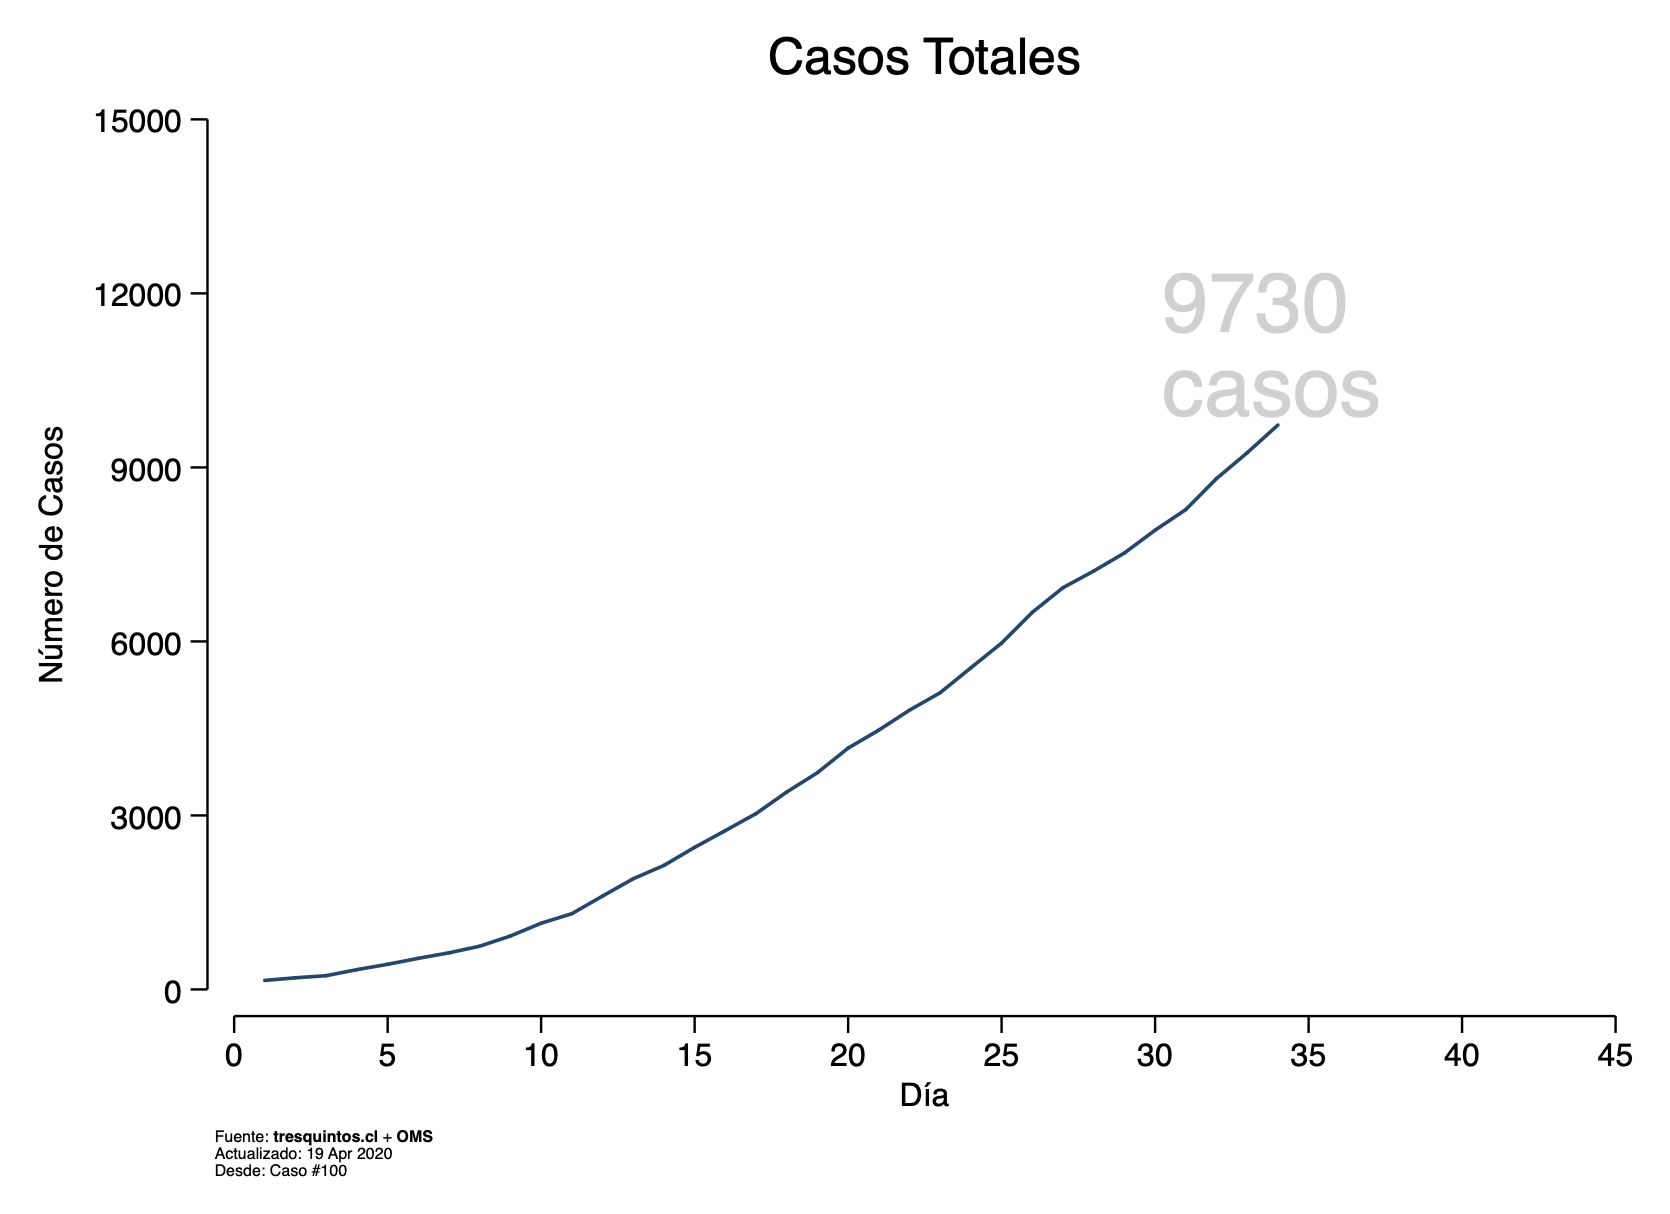 Casos Totales
15000
12000
9000
6000
3000
0
Número de Casos
9730
casos
0 5 10 15 20 25 30 35 40 45
Día
Fuente: tresquintos.cl + OMS
Actualizado: 19 Apr 2020
Desde: Caso #100